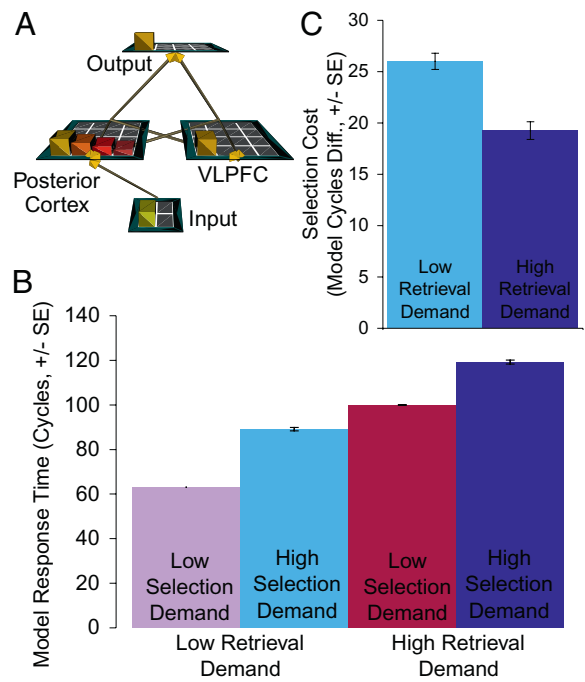 A
Output
Posterior
Cortex
VLPFC
Input
C
Selection Cost
(Model Cycles Diff., +/- SE)
30
25
20
15
10
5
0
Low
Retrieval
Demand
High
Retrieval
Demand
B
Model Response Time (Cycles, +/- SE)
140
120
100
80
60
40
20
0
Low
Selection
Demand
High
Selection
Demand
Low
Selection
Demand
High
Selection
Demand
Low Retrieval
Demand
High Retrieval
Demand